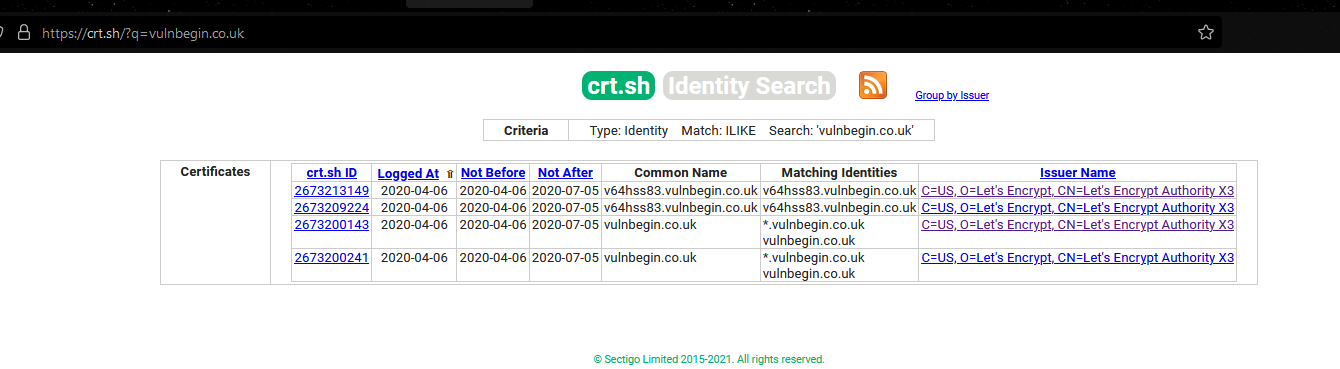 https://crt.sh/?q=vulnbegin.co.uk
crt.sh Identity Search Group by Issuer
Criteria Type: Identity Match: ILIKE Search: 'vulnbegin.co.uk'
Certificates crt.sh ID Logged At ⇧ Not Before Not After Common Name Matching Identities Issuer Name
2673213149 2020-04-06 2020-04-06 2020-07-05 v64hss83.vulnbegin.co.uk v64hss83.vulnbegin.co.uk C=US, O=Let's Encrypt, CN=Let's Encrypt Authority X3
2673209224 2020-04-06 2020-04-06 2020-07-05 v64hss83.vulnbegin.co.uk v64hss83.vulnbegin.co.uk C=US, O=Let's Encrypt, CN=Let's Encrypt Authority X3
2673200143 2020-04-06 2020-04-06 2020-07-05 vulnbegin.co.uk *.vulnbegin.co.uk C=US, O=Let's Encrypt, CN=Let's Encrypt Authority X3
vulnbegin.co.uk
2673200241 2020-04-06 2020-04-06 2020-07-05 vulnbegin.co.uk *.vulnbegin.co.uk C=US, O=Let's Encrypt, CN=Let's Encrypt Authority X3
vulnbegin.co.uk
© Sectigo Limited 2015-2021. All rights reserved.